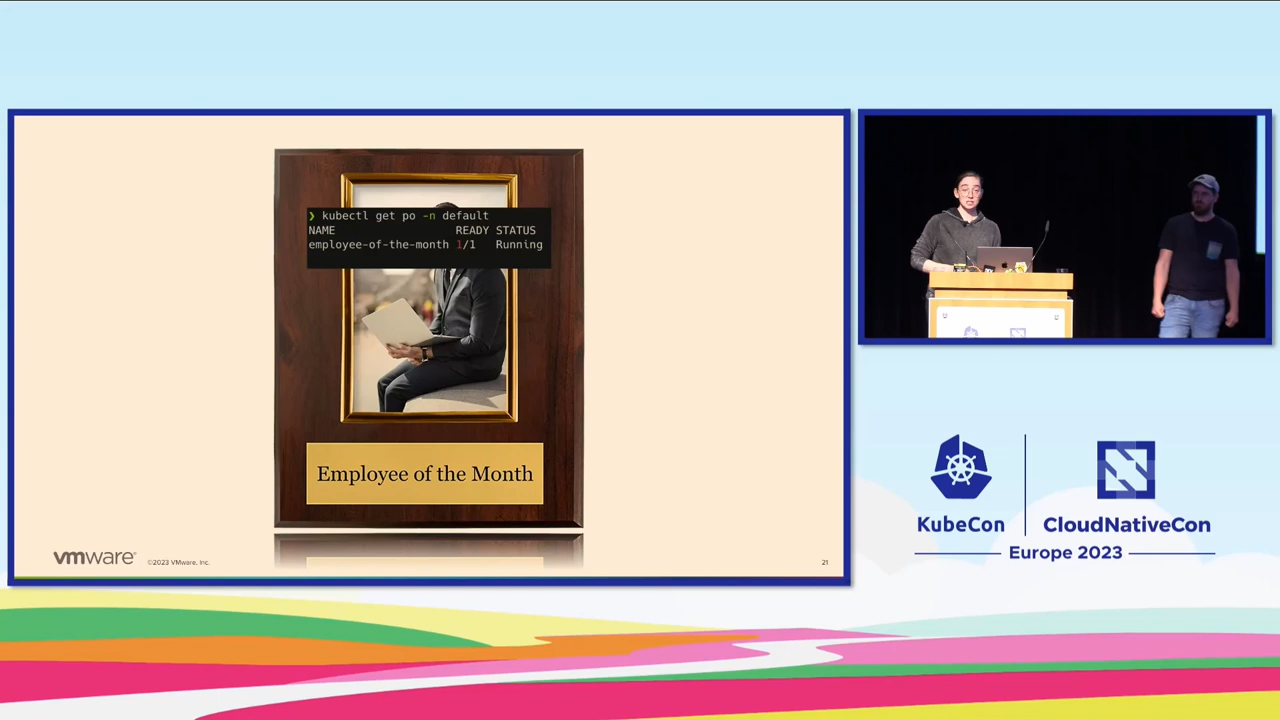 ❯ kubectl get po -n default
NAME READY STATUS
employee-of-the-month 1/1 Running
Employee of the Month
vmware®
©2023 VMware, Inc.
21
KubeCon
CloudNativeCon
Europe 2023